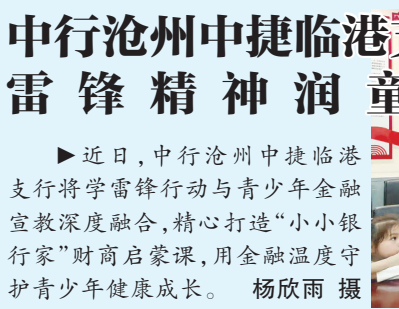 中行沧州中捷临港
雷锋精神润童
▶近日，中行沧州中捷临港
支行将学雷锋行动与青少年金融
宣教深度融合，精心打造“小小银
行家”财商启蒙课，用金融温度守
护青少年健康成长。 杨欣雨 摄